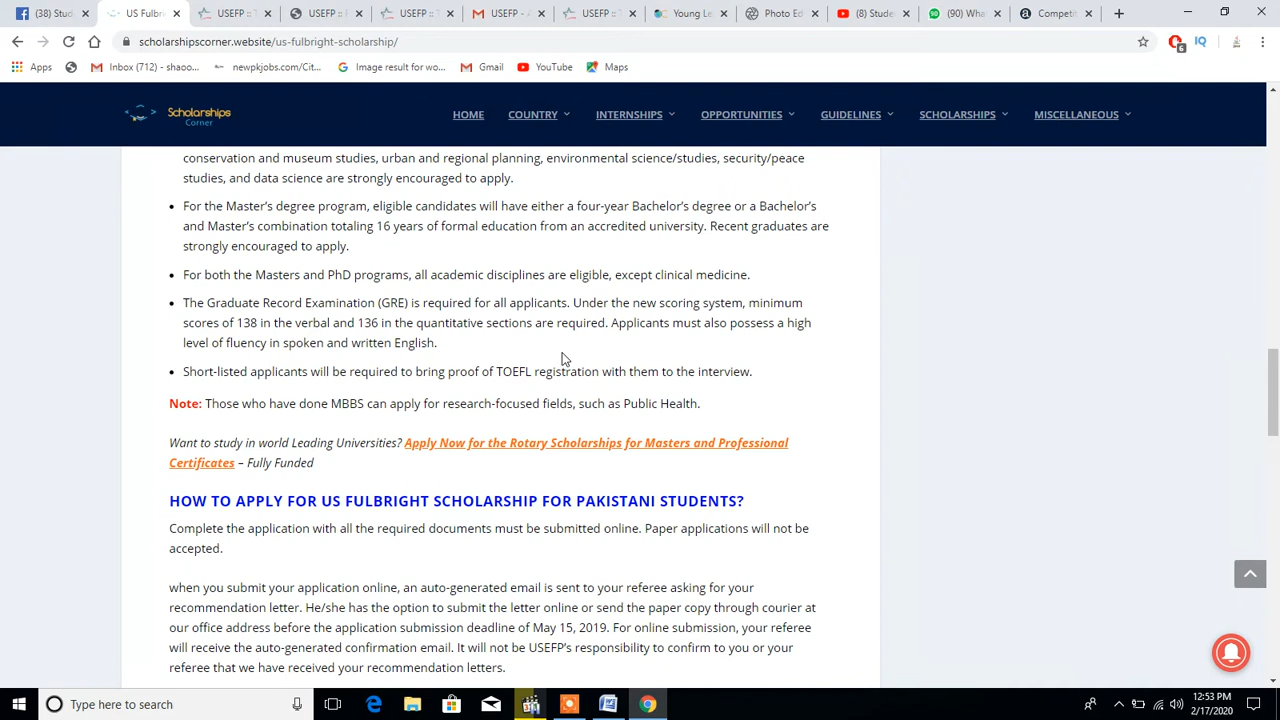 (38) Stud
US Fulbri
USEFP :: T
USEFP :: F
USEFP :: T
USEFP - A
USEFP :: T
Young Le
Photo Ed
(8) Stude
(90) Wha
Competit
scholarshipscorner.website/us-fulbright-scholarship/
6
Apps
Inbox (712) - shaoo...
newpkjobs.com/Cit...
Image result for wo...
Gmail
YouTube
Maps
Scholarships
Corner
HOME
COUNTRY
INTERNSHIPS
OPPORTUNITIES
GUIDELINES
SCHOLARSHIPS
MISCELLANEOUS
conservation and museum studies, urban and regional planning, environmental science/studies, security/peace
studies, and data science are strongly encouraged to apply.
For the Master's degree program, eligible candidates will have either a four-year Bachelor's degree or a Bachelor's
and Master's combination totaling 16 years of formal education from an accredited university. Recent graduates are
strongly encouraged to apply.
For both the Masters and PhD programs, all academic disciplines are eligible, except clinical medicine.
The Graduate Record Examination (GRE) is required for all applicants. Under the new scoring system, minimum
scores of 138 in the verbal and 136 in the quantitative sections are required. Applicants must also possess a high
level of fluency in spoken and written English.
Short-listed applicants will be required to bring proof of TOEFL registration with them to the interview.
Note: Those who have done MBBS can apply for research-focused fields, such as Public Health.
Want to study in world Leading Universities? Apply Now for the Rotary Scholarships for Masters and Professional
Certificates – Fully Funded
HOW TO APPLY FOR US FULBRIGHT SCHOLARSHIP FOR PAKISTANI STUDENTS?
Complete the application with all the required documents must be submitted online. Paper applications will not be
accepted.
when you submit your application online, an auto-generated email is sent to your referee asking for your
recommendation letter. He/she has the option to submit the letter online or send the paper copy through courier at
our office address before the application submission deadline of May 15, 2019. For online submission, your referee
will receive the auto-generated confirmation email. It will not be USEFP's responsibility to confirm to you or your
referee that we have received your recommendation letters.
Type here to search
12:53 PM
2/17/2020